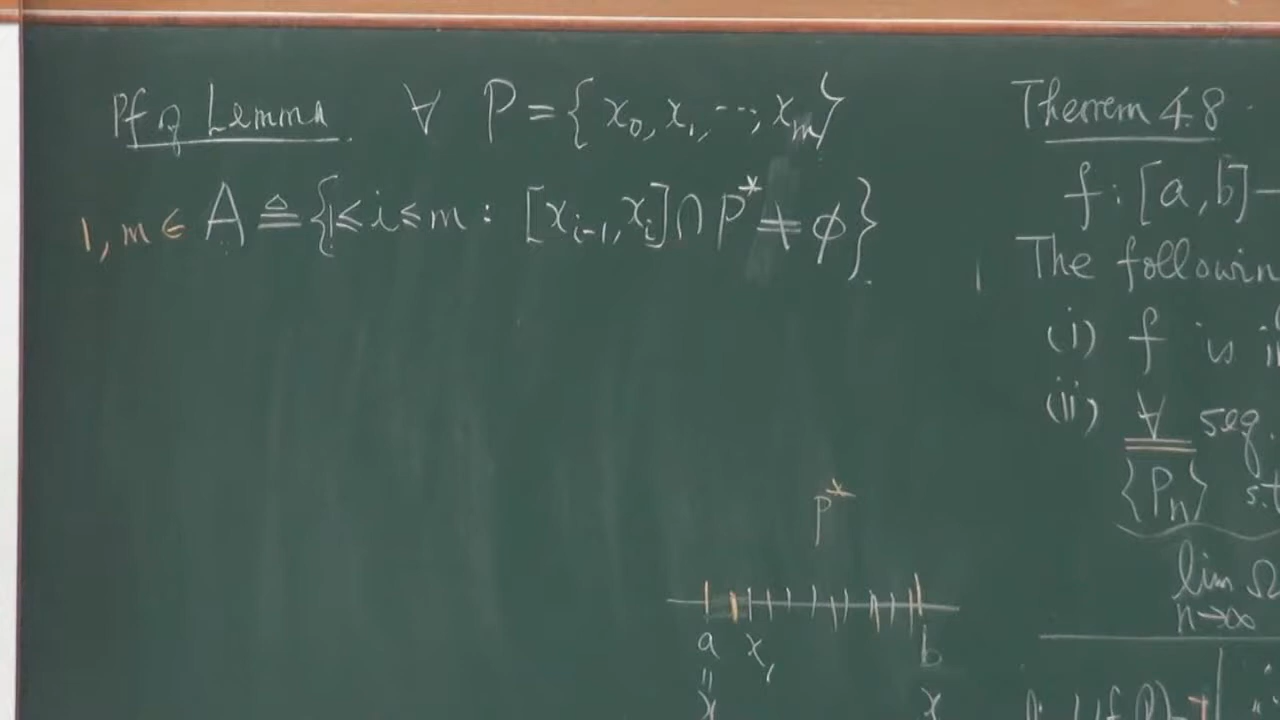 Pf of Lemma. ∀ P = {x₀, x₁, ..., xₘ}
1, m ∈ A ≜ {1 ≤ i ≤ m : [xᵢ₋₁, xᵢ] ∩ P* ≠ ϕ}.
P*
a x₁ b
"
x x
Theorem 4.8
f : [a, b] –
The followin
(i) f is i
(ii) ∀ seq.
{Pₙ} s.t
lim Ω
n→∞